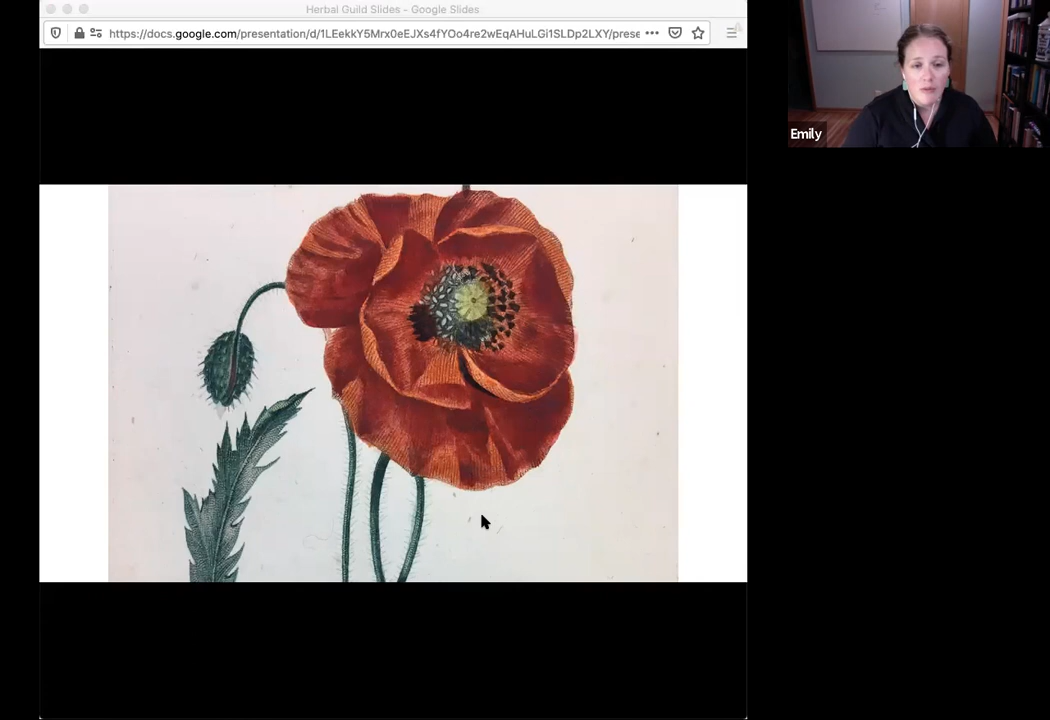 Herbal Guild Slides - Google Slides
https://docs.google.com/presentation/d/1LEekkY5Mrx0eEJXs4fYOo4re2wEqAHuLGi1SLDp2LXY/prese
Emily